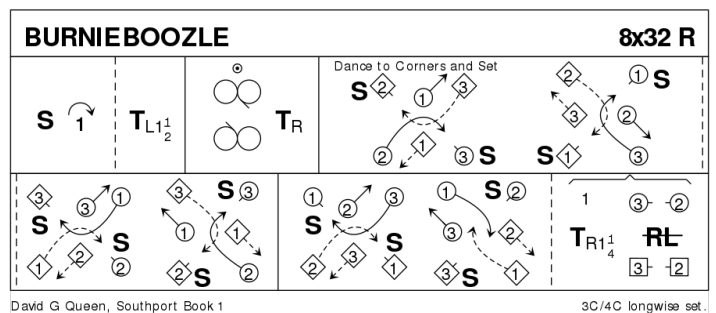 BURNIE BOOZLE 8x32 R
Dance to Corners and Set
S 1 TL1½ TR
S 2 1 3 2 1 3 S
2 1 S 3 2 S 1 3
3 3 1 S S 1 2 2
3 S 3 1 1 2 S 2
1 2 3 S S 2 3 1
1 S 2 3 2 3 S 1
1 3 2
TR1¼ RL
3 2
David G Queen, Southport Book 1 3C/4C longwise set.